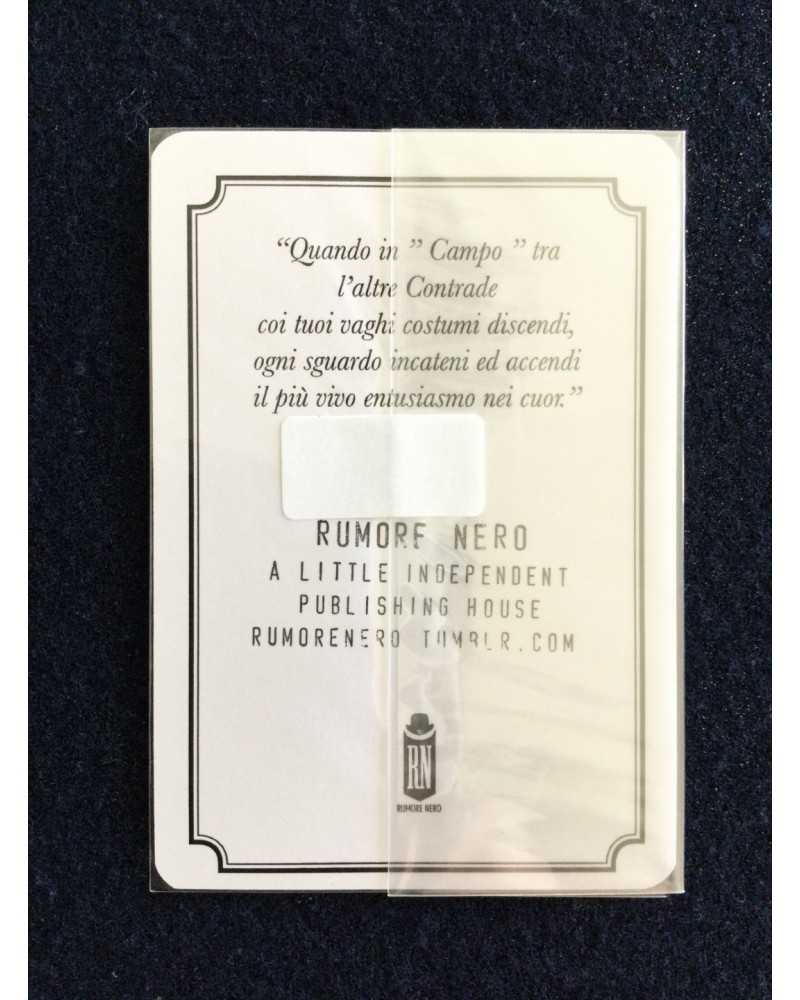 “Quando in ” Campo ” tra
l’altre Contrade
coi tuoi vaghi costumi discendi,
ogni sguardo incateni ed accendi
il più vivo entusiasmo nei cuor.”
RUMORE NERO
A LITTLE INDEPENDENT
PUBLISHING HOUSE
RUMORENERO TUMBLR.COM
RN
RUMORE NERO